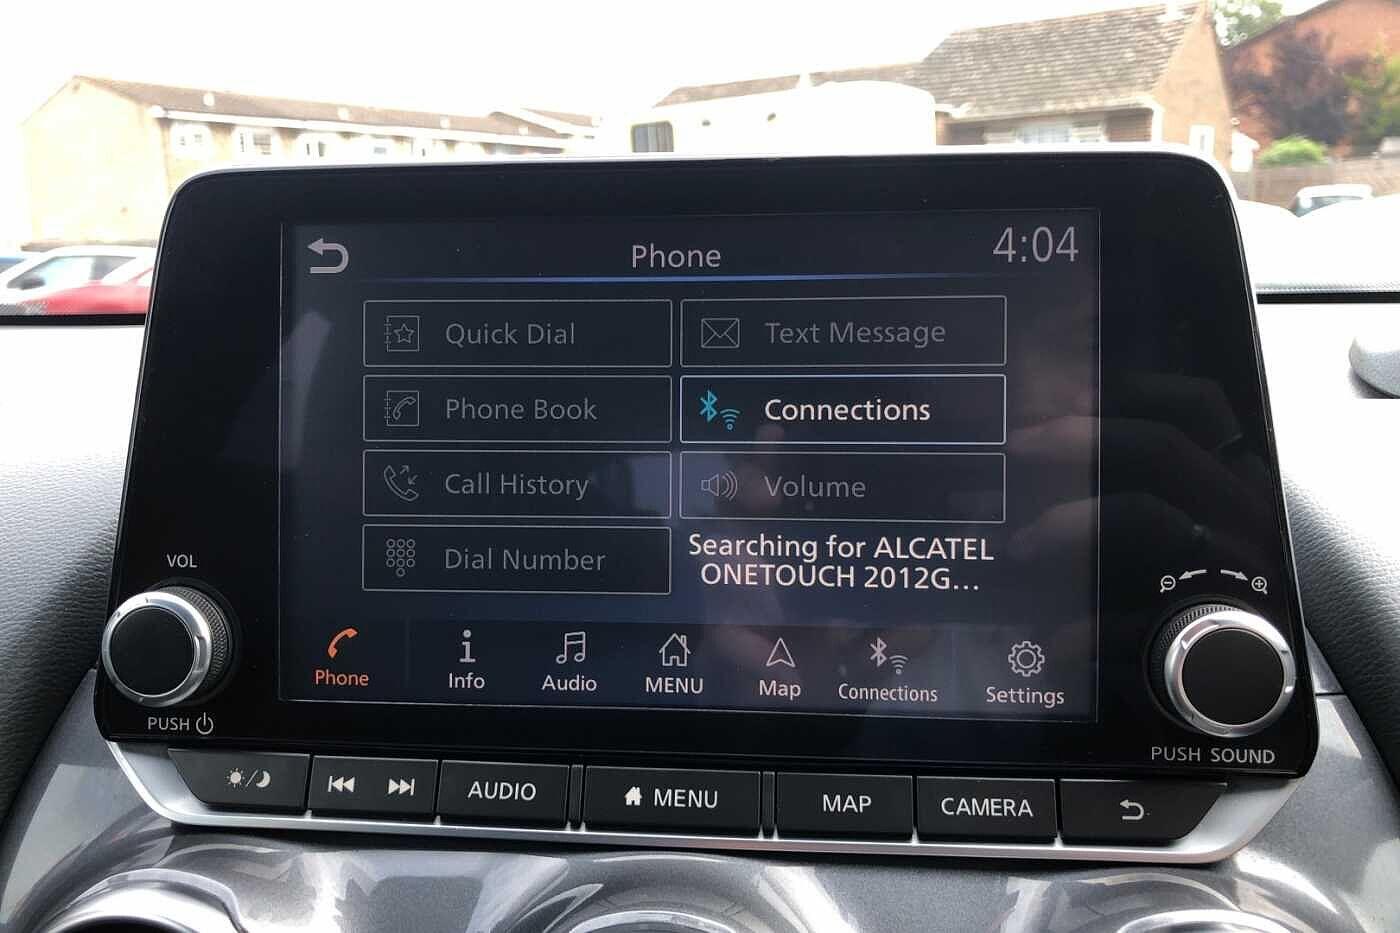 Phone
4:04
Quick Dial
Text Message
Phone Book
Connections
Call History
Volume
Dial Number
Searching for ALCATEL
ONETOUCH 2012G...
Phone
Info
Audio
MENU
Map
Connections
Settings
VOL
PUSH
PUSH SOUND
AUDIO
MENU
MAP
CAMERA